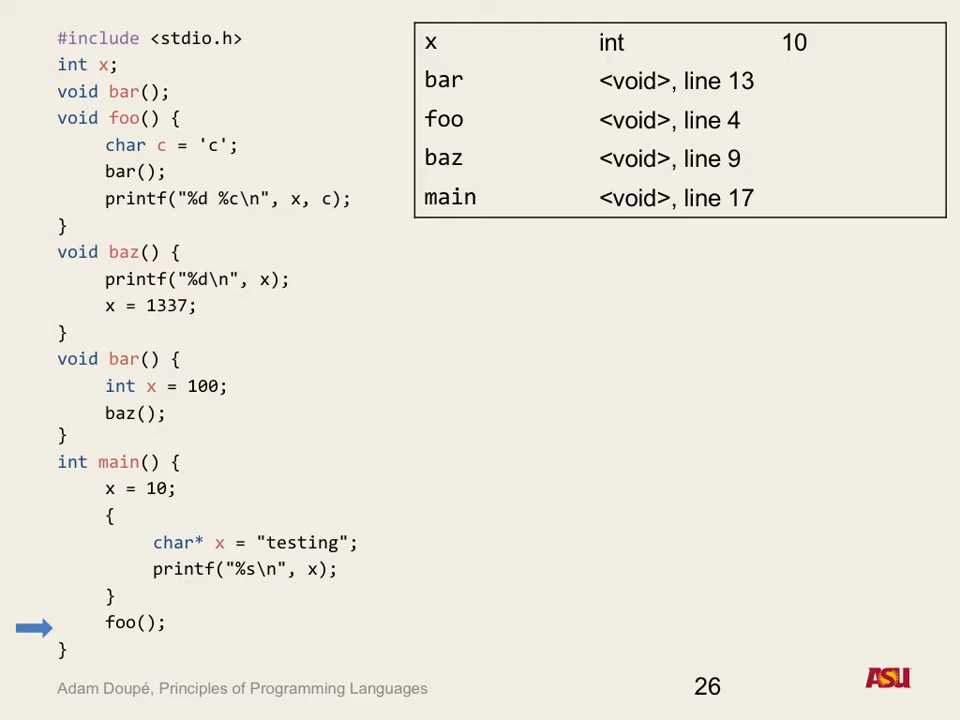 #include <stdio.h>
int x;
void bar();
void foo() {
char c = 'c';
bar();
printf("%d %c\n", x, c);
}
void baz() {
printf("%d\n", x);
x = 1337;
}
void bar() {
int x = 100;
baz();
}
int main() {
x = 10;
{
char* x = "testing";
printf("%s\n", x);
}
foo();
}
x int 10
bar <void>, line 13
foo <void>, line 4
baz <void>, line 9
main <void>, line 17
Adam Doupé, Principles of Programming Languages
26
ASU